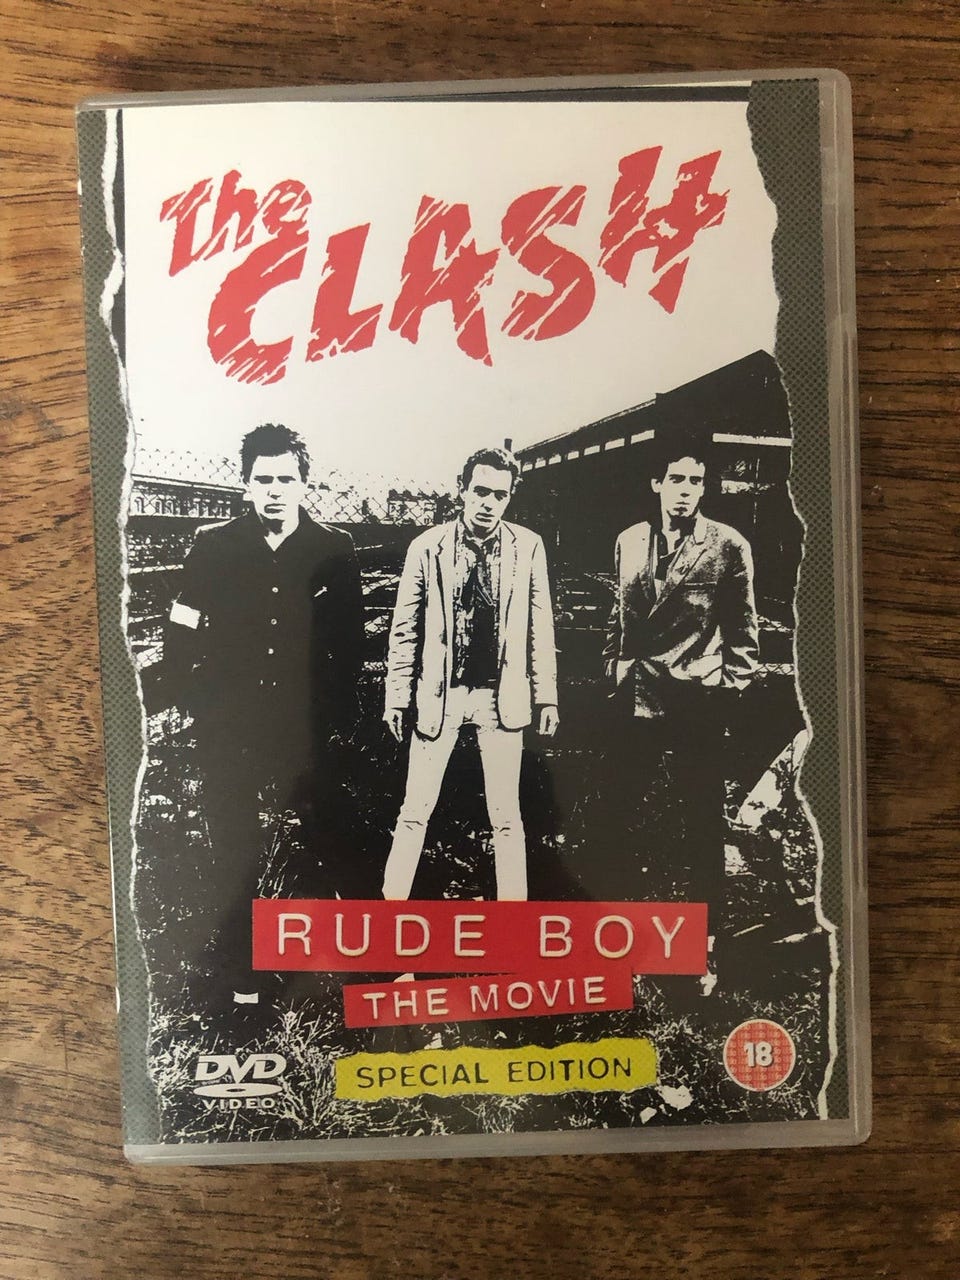 The
CLASH
RUDE BOY
THE MOVIE
SPECIAL EDITION
DVD
VIDEO
18